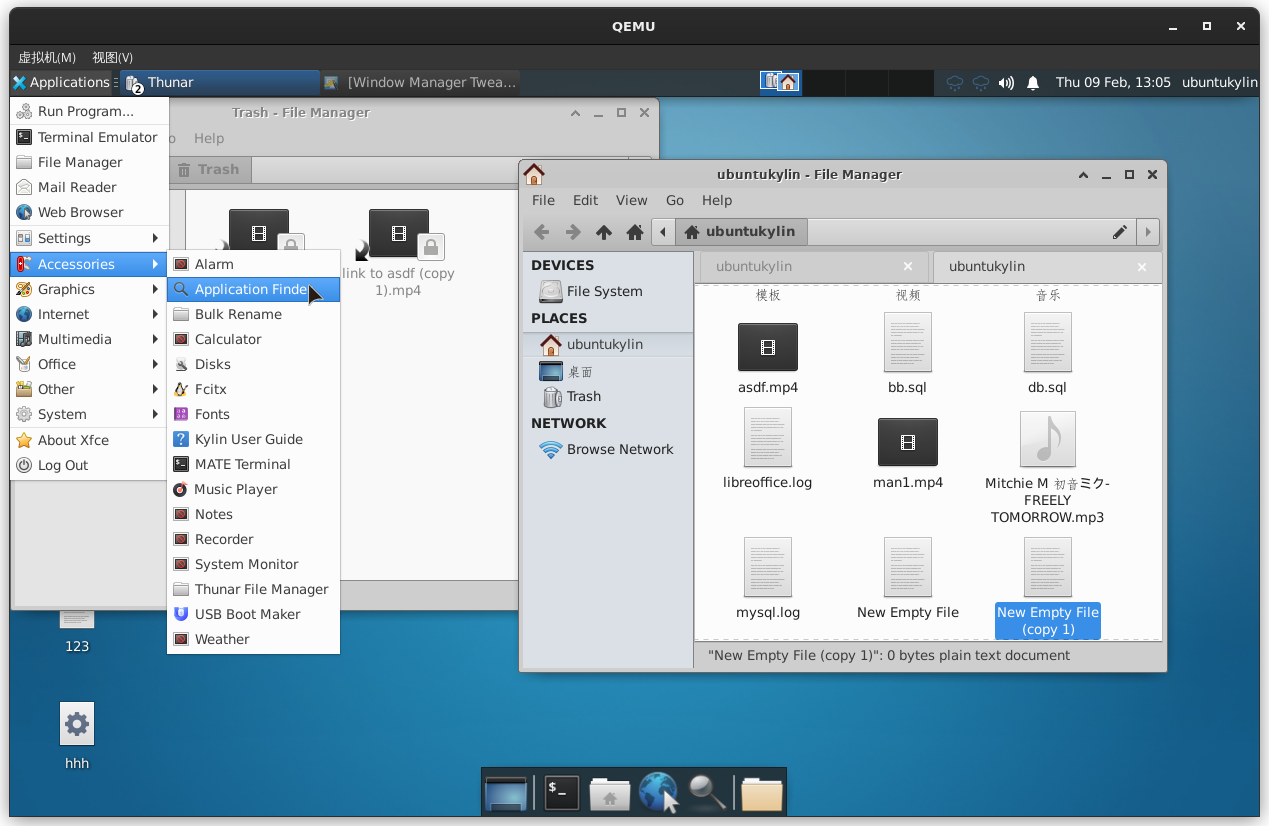 QEMU
虚拟机(M) 视图(V)
Applications
2 Thunar
[Window Manager Twea...
Thu 09 Feb, 13:05 ubuntukylin
Run Program...
Terminal Emulator
File Manager
Mail Reader
Web Browser
Settings
Accessories
Graphics
Internet
Multimedia
Office
Other
System
About Xfce
Log Out
Alarm
Application Finde
Bulk Rename
Calculator
Disks
Fcitx
Fonts
Kylin User Guide
MATE Terminal
Music Player
Notes
Recorder
System Monitor
Thunar File Manager
USB Boot Maker
Weather
Trash - File Manager
o Help
Trash
link to asdf (copy
1).mp4
ubuntukylin - File Manager
File Edit View Go Help
ubuntukylin
DEVICES
File System
PLACES
ubuntukylin
桌面
Trash
NETWORK
Browse Network
ubuntukylin
ubuntukylin
模板 视频 音乐
asdf.mp4 bb.sql db.sql
libreoffice.log man1.mp4 Mitchie M 初音ミク-
FREELY
TOMORROW.mp3
mysql.log New Empty File New Empty File
(copy 1)
"New Empty File (copy 1)": 0 bytes plain text document
123
hhh
$_